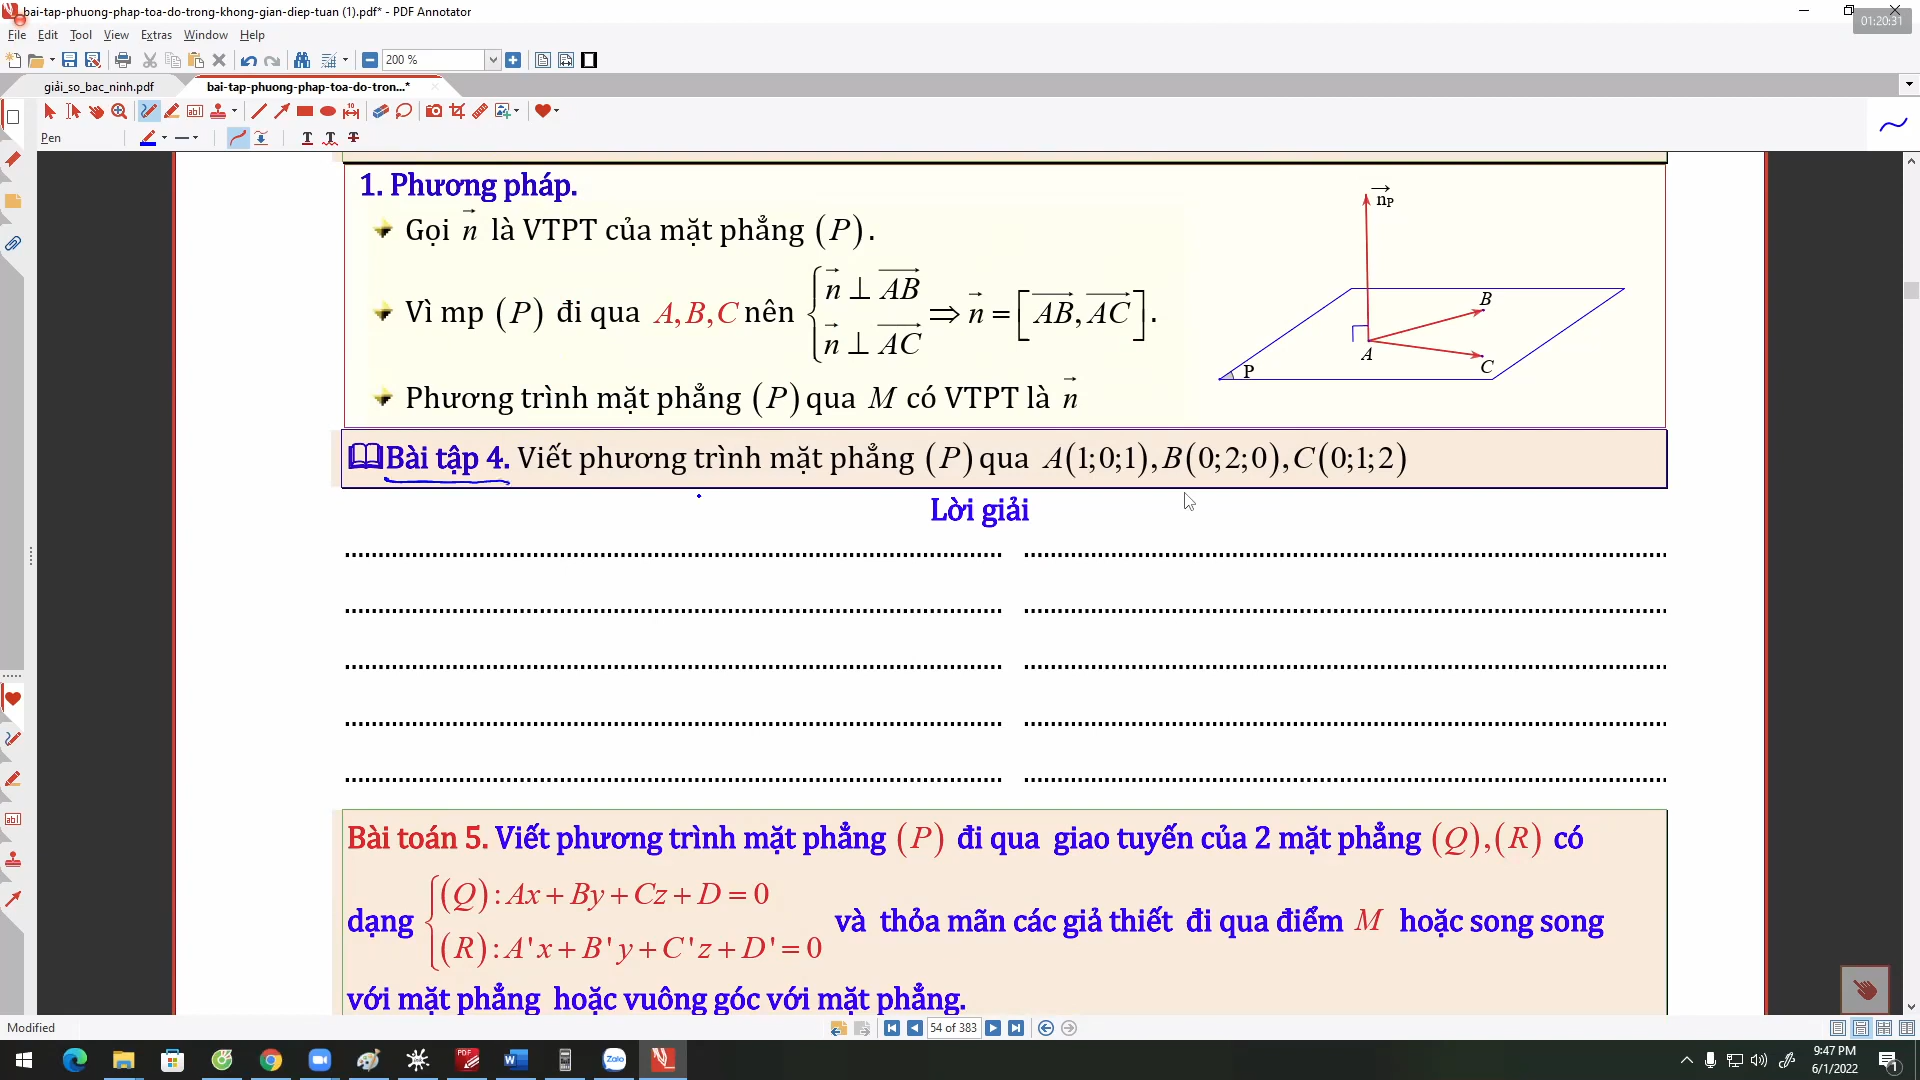 bai-tap-phuong-phap-toa-do-trong-khong-gian-diep-tuan (1).pdf* - PDF Annotator
01:20:31
File Edit Tool View Extras Window Help
200 %
giải_so_bac_ninh.pdf
bai-tap-phuong-phap-toa-do-tron...*
Pen
1. Phương pháp.
Gọi n⃗ là VTPT của mặt phẳng (P).
Vì mp (P) đi qua A, B, C nên { n⃗ ⊥ AB⃗ ; n⃗ ⊥ AC⃗ ⇒ n⃗ = [AB⃗, AC⃗].
Phương trình mặt phẳng (P) qua M có VTPT là n⃗
n⃗P
B
A
C
P
Bài tập 4. Viết phương trình mặt phẳng (P) qua A(1;0;1), B(0;2;0), C(0;1;2)
Lời giải
Bài toán 5. Viết phương trình mặt phẳng (P) đi qua giao tuyến của 2 mặt phẳng (Q),(R) có
dạng { (Q): Ax + By + Cz + D = 0 ; (R): A'x + B'y + C'z + D' = 0 và thỏa mãn các giả thiết đi qua điểm M hoặc song song
với mặt phẳng hoặc vuông góc với mặt phẳng.
Modified
54 of 383
9:47 PM
6/1/2022